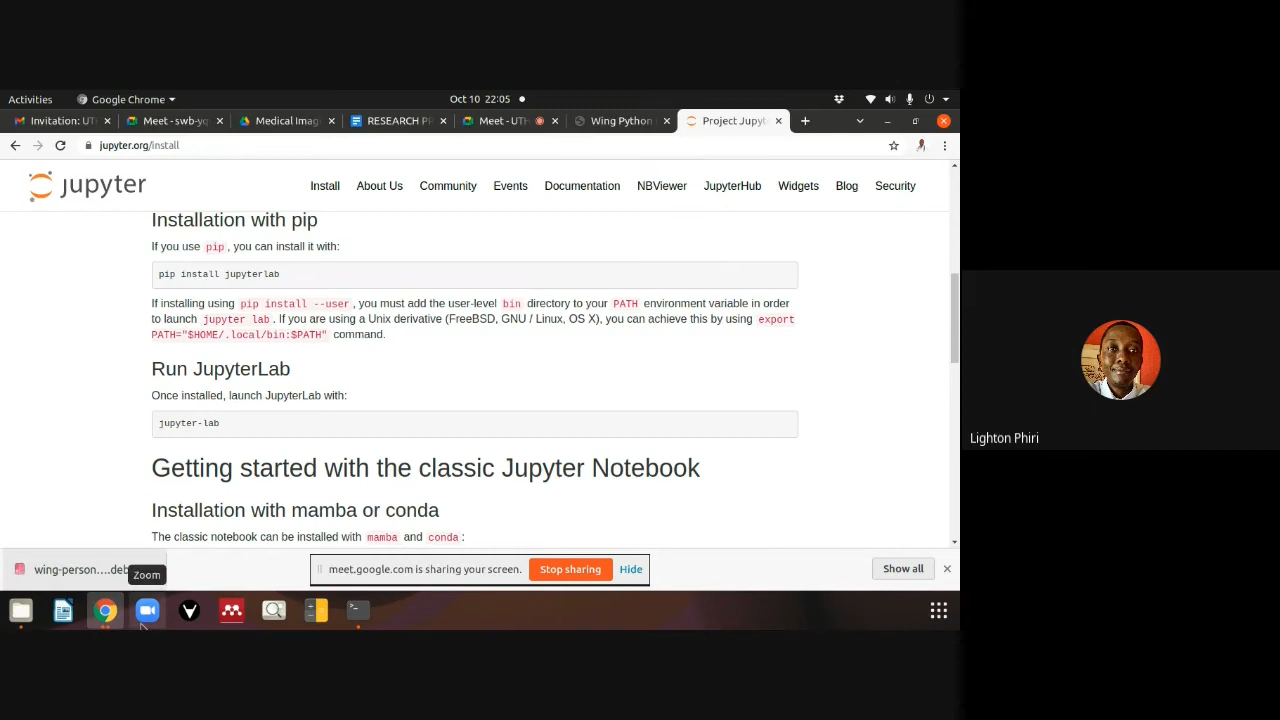 Activities
Google Chrome
Oct 10 22:05
Invitation: UT
Meet - swb-yq
Medical Imag
RESEARCH P
Meet - UTH
Wing Python
Project Jupyt
jupyter.org/install
jupyter
Install
About Us
Community
Events
Documentation
NBViewer
JupyterHub
Widgets
Blog
Security
Installation with pip
If you use pip, you can install it with:
pip install jupyterlab
If installing using pip install --user, you must add the user-level bin directory to your PATH environment variable in order
to launch jupyter lab. If you are using a Unix derivative (FreeBSD, GNU / Linux, OS X), you can achieve this by using export
PATH="$HOME/.local/bin:$PATH" command.
Run JupyterLab
Once installed, launch JupyterLab with:
jupyter-lab
Getting started with the classic Jupyter Notebook
Installation with mamba or conda
The classic notebook can be installed with mamba and conda :
wing-person....deb
Zoom
meet.google.com is sharing your screen.
Stop sharing
Hide
Show all
Lighton Phiri